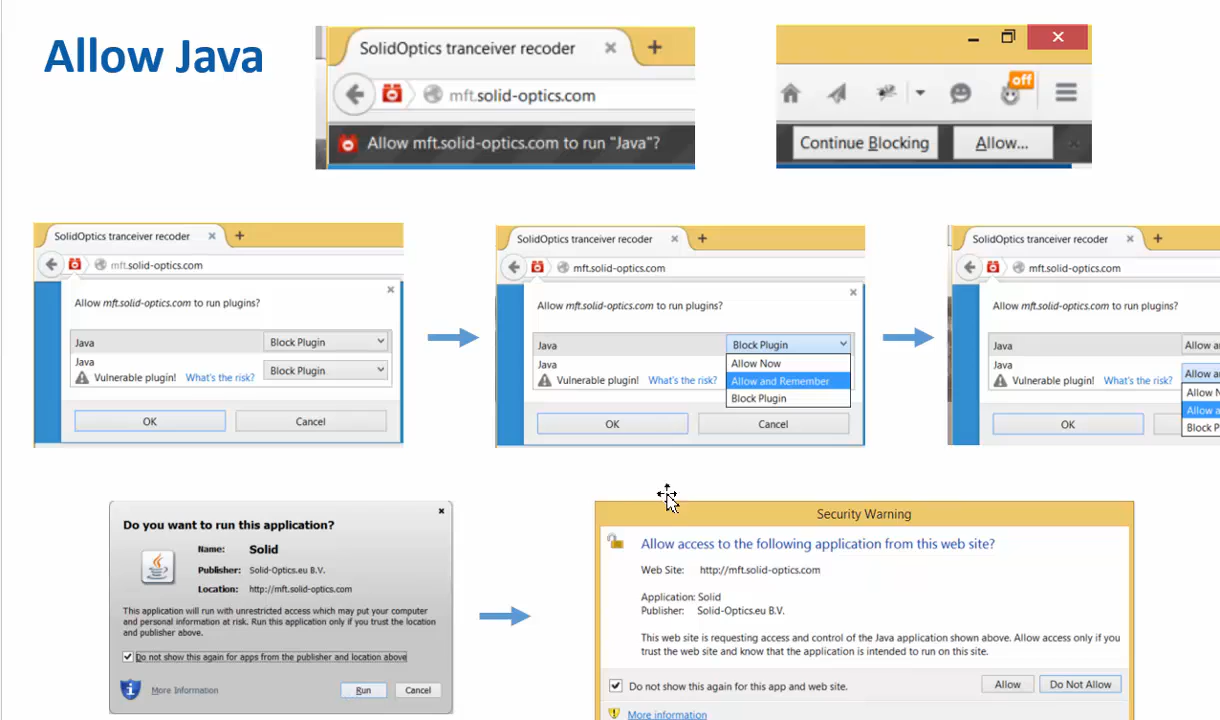 Allow Java
SolidOptics tranceiver recoder
mft.solid-optics.com
Allow mft.solid-optics.com to run "Java"?
off
Continue Blocking
Allow...
SolidOptics tranceiver recoder
mft.solid-optics.com
Allow mft.solid-optics.com to run plugins?
Java
Block Plugin
Java
Vulnerable plugin! What's the risk?
Block Plugin
OK
Cancel
SolidOptics tranceiver recoder
mft.solid-optics.com
Allow mft.solid-optics.com to run plugins?
Java
Block Plugin
Java
Vulnerable plugin! What's the risk?
Allow Now
Allow and Remember
Block Plugin
OK
Cancel
SolidOptics tranceiver recoder
mft.solid-optics.com
Allow mft.solid-optics.com to run plugins?
Java
Allow a
Java
Vulnerable plugin! What's the risk?
Allow a
Allow N
Allow a
Block P
OK
Do you want to run this application?
Name: Solid
Publisher: Solid-Optics.eu B.V.
Location: http://mft.solid-optics.com
This application will run with unrestricted access which may put your computer
and personal information at risk. Run this application only if you trust the location
and publisher above.
Do not show this again for apps from the publisher and location above
More Information
Run
Cancel
Security Warning
Allow access to the following application from this web site?
Web Site: http://mft.solid-optics.com
Application: Solid
Publisher: Solid-Optics.eu B.V.
This web site is requesting access and control of the Java application shown above. Allow access only if you
trust the web site and know that the application is intended to run on this site.
Do not show this again for this app and web site.
Allow
Do Not Allow
More information